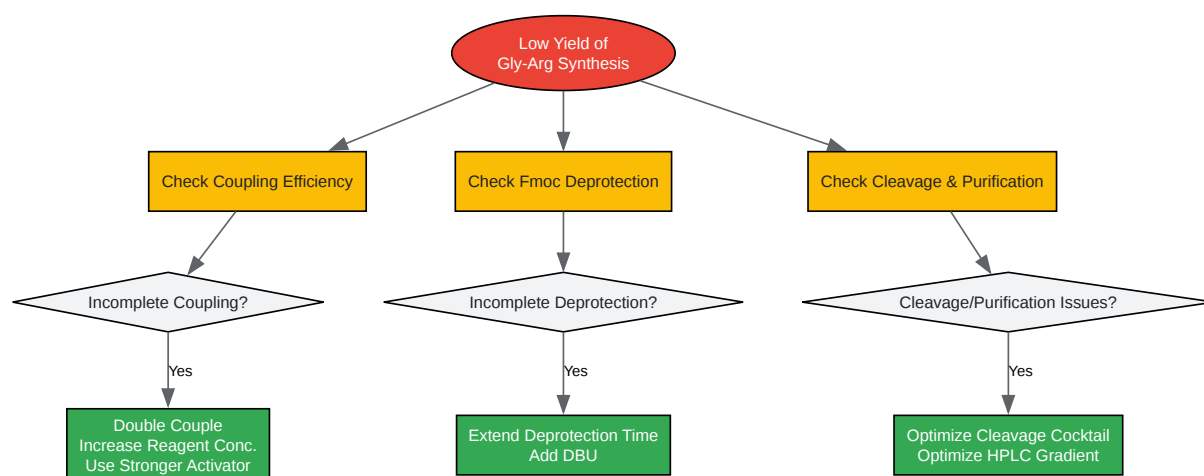 Low Yield of
Gly-Arg Synthesis
Check Coupling Efficiency
Check Fmoc Deprotection
Check Cleavage & Purification
Incomplete Coupling?
Incomplete Deprotection?
Cleavage/Purification Issues?
Yes
Yes
Yes
Double Couple
Increase Reagent Conc.
Use Stronger Activator
Extend Deprotection Time
Add DBU
Optimize Cleavage Cocktail
Optimize HPLC Gradient